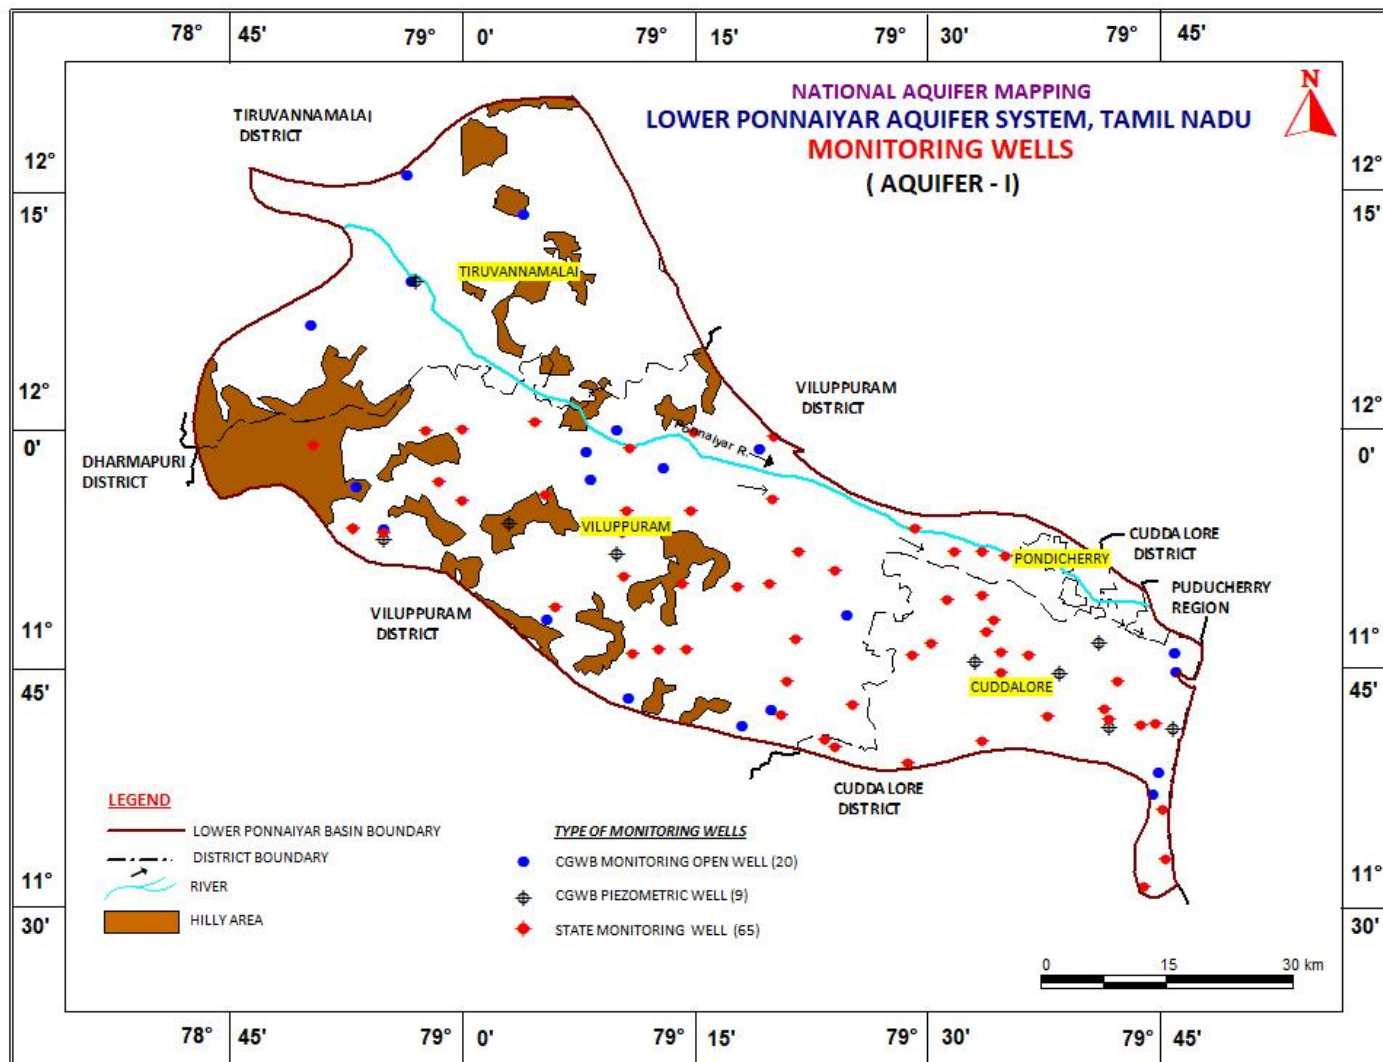 78° 45' 79° 0' 79° 15' 79° 30' 79° 45'
NATIONAL AQUIFER MAPPING
LOWER PONNAIYAR AQUIFER SYSTEM, TAMIL NADU
MONITORING WELLS
( AQUIFER - I)
N
TIRUVANNAMALAI
DISTRICT
12°
15'
12°
15'
TIRUVANNAMALAI
12°
0'
VILUPPURAM
DISTRICT
12°
0'
Ponnaiyar R.
DHARMAPURI
DISTRICT
VILUPPURAM
PONDICHERRY
CUDDALORE
DISTRICT
PUDUCHERRY
REGION
VILUPPURAM
DISTRICT
11°
45'
11°
45'
CUDDALORE
CUDDALORE
DISTRICT
LEGEND
LOWER PONNAIYAR BASIN BOUNDARY
DISTRICT BOUNDARY
RIVER
HILLY AREA
TYPE OF MONITORING WELLS
CGWB MONITORING OPEN WELL (20)
CGWB PIEZOMETRIC WELL (9)
STATE MONITORING WELL (65)
11°
30'
11°
30'
0 15 30 km
78° 45' 79° 0' 79° 15' 79° 30' 79° 45'